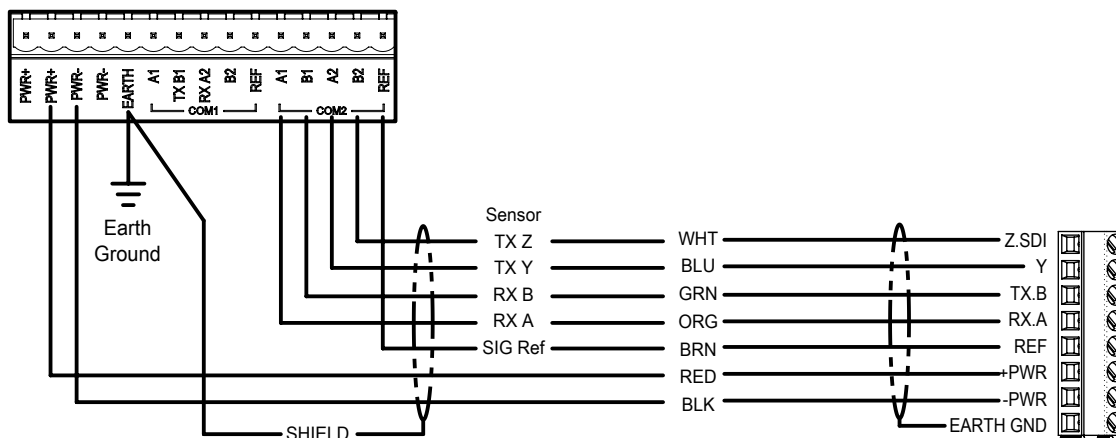 PWR+ PWR+ PWR- PWR- EARTH A1 TX B1 RX A2 B2 REF A1 B1 A2 B2 REF
COM1 COM2
Earth
Ground
Sensor
TX Z WHT Z.SDI
TX Y BLU Y
RX B GRN TX.B
RX A ORG RX.A
SIG Ref BRN REF
RED +PWR
BLK -PWR
SHIELD EARTH GND